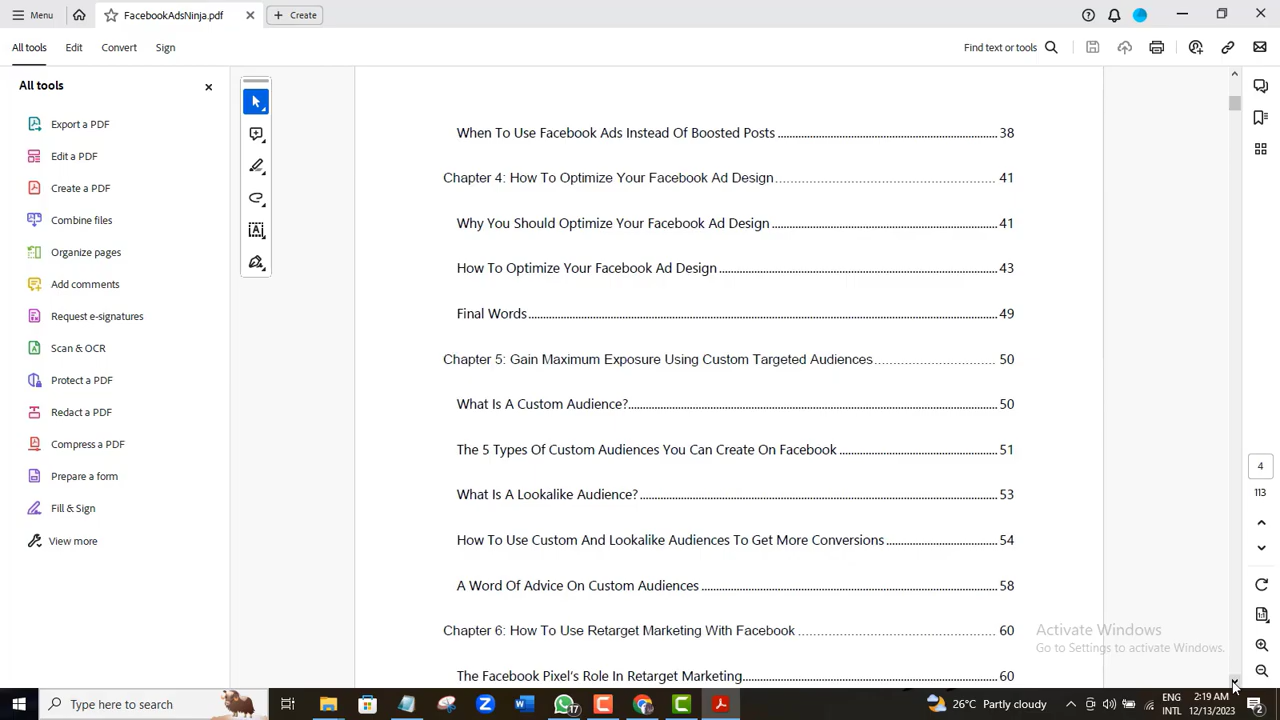 Menu
FacebookAdsNinja.pdf
Create
All tools
Edit
Convert
Sign
Find text or tools
All tools
Export a PDF
Edit a PDF
Create a PDF
Combine files
Organize pages
Add comments
Request e-signatures
Scan & OCR
Protect a PDF
Redact a PDF
Compress a PDF
Prepare a form
Fill & Sign
View more
When To Use Facebook Ads Instead Of Boosted Posts ........ 38
Chapter 4: How To Optimize Your Facebook Ad Design ........ 41
Why You Should Optimize Your Facebook Ad Design ........ 41
How To Optimize Your Facebook Ad Design ........ 43
Final Words ........ 49
Chapter 5: Gain Maximum Exposure Using Custom Targeted Audiences ........ 50
What Is A Custom Audience? ........ 50
The 5 Types Of Custom Audiences You Can Create On Facebook ........ 51
What Is A Lookalike Audience? ........ 53
How To Use Custom And Lookalike Audiences To Get More Conversions ........ 54
A Word Of Advice On Custom Audiences ........ 58
Chapter 6: How To Use Retarget Marketing With Facebook ........ 60
The Facebook Pixel's Role In Retarget Marketing ........ 60
4
113
Activate Windows
Go to Settings to activate Windows.
Type here to search
17
26°C Partly cloudy
ENG
INTL
2:19 AM
12/13/2023
2